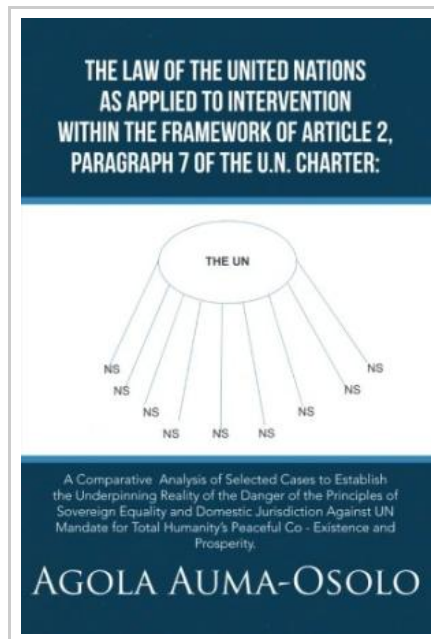 THE LAW OF THE UNITED NATIONS
AS APPLIED TO INTERVENTION
WITHIN THE FRAMEWORK OF ARTICLE 2,
PARAGRAPH 7 OF THE U.N. CHARTER:
THE UN
NS
NS
NS
NS
NS
NS
NS
NS
NS
A Comparative Analysis of Selected Cases to Establish
the Underpinning Reality of the Danger of the Principles of
Sovereign Equality and Domestic Jurisdiction Against UN
Mandate for Total Humanity's Peaceful Co - Existence and
Prosperity.
AGOLA AUMA-OSOLO